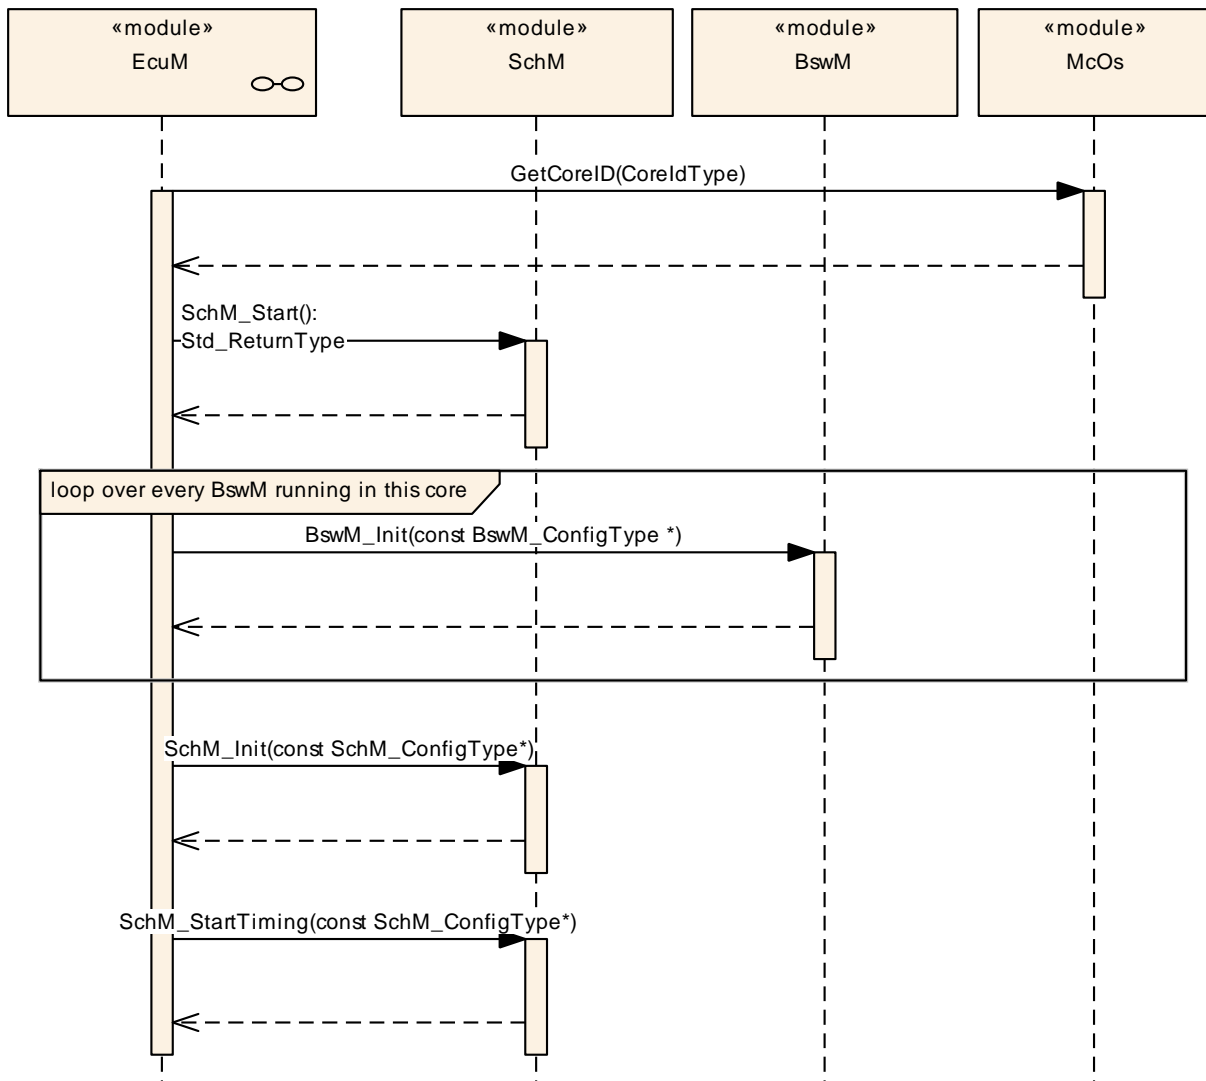 «module»
EcuM
«module»
SchM
«module»
BswM
«module»
McOs
GetCoreID(CoreIdType)
SchM_Start():
Std_ReturnType
loop over every BswM running in this core
BswM_Init(const BswM_ConfigType *)
SchM_Init(const SchM_ConfigType*)
SchM_StartTiming(const SchM_ConfigType*)